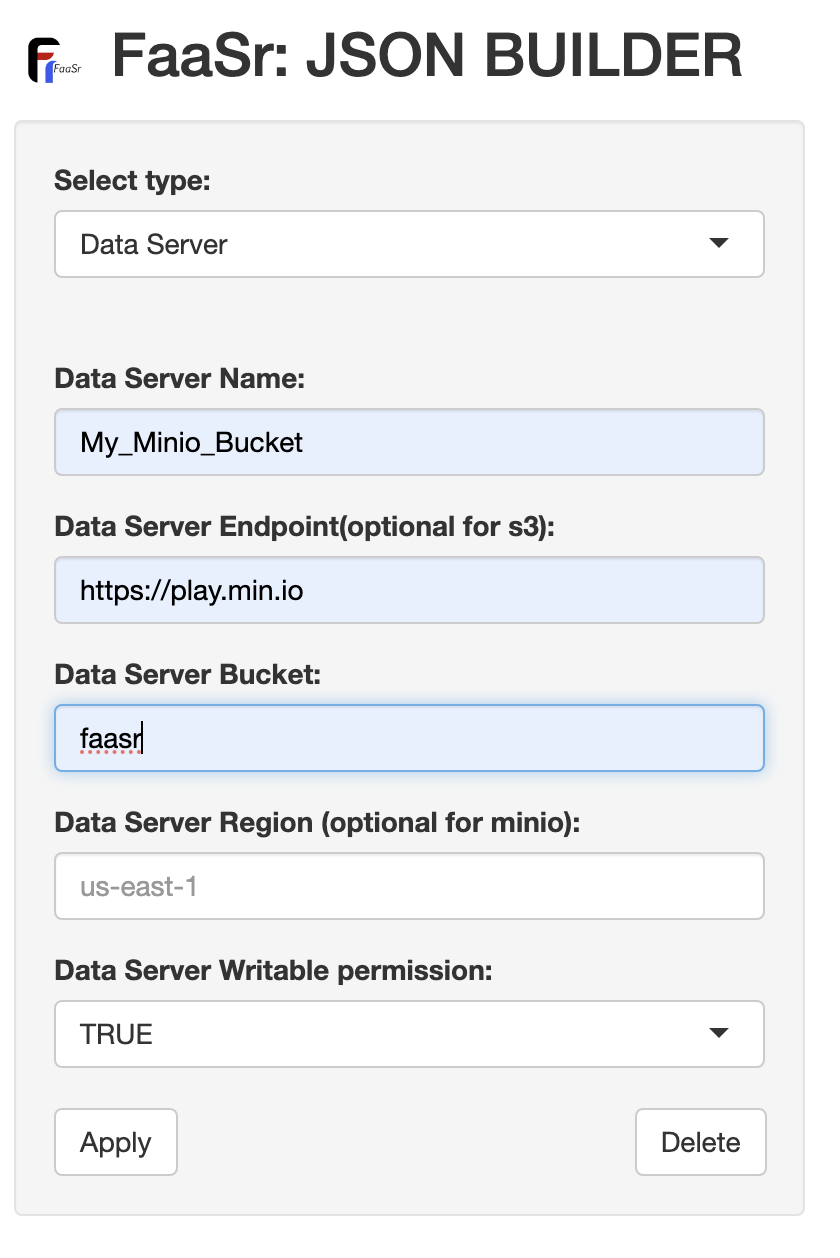 FaaSr
FaaSr: JSON BUILDER
Select type:
Data Server
Data Server Name:
My_Minio_Bucket
Data Server Endpoint(optional for s3):
https://play.min.io
Data Server Bucket:
faasr
Data Server Region (optional for minio):
us-east-1
Data Server Writable permission:
TRUE
Apply Delete